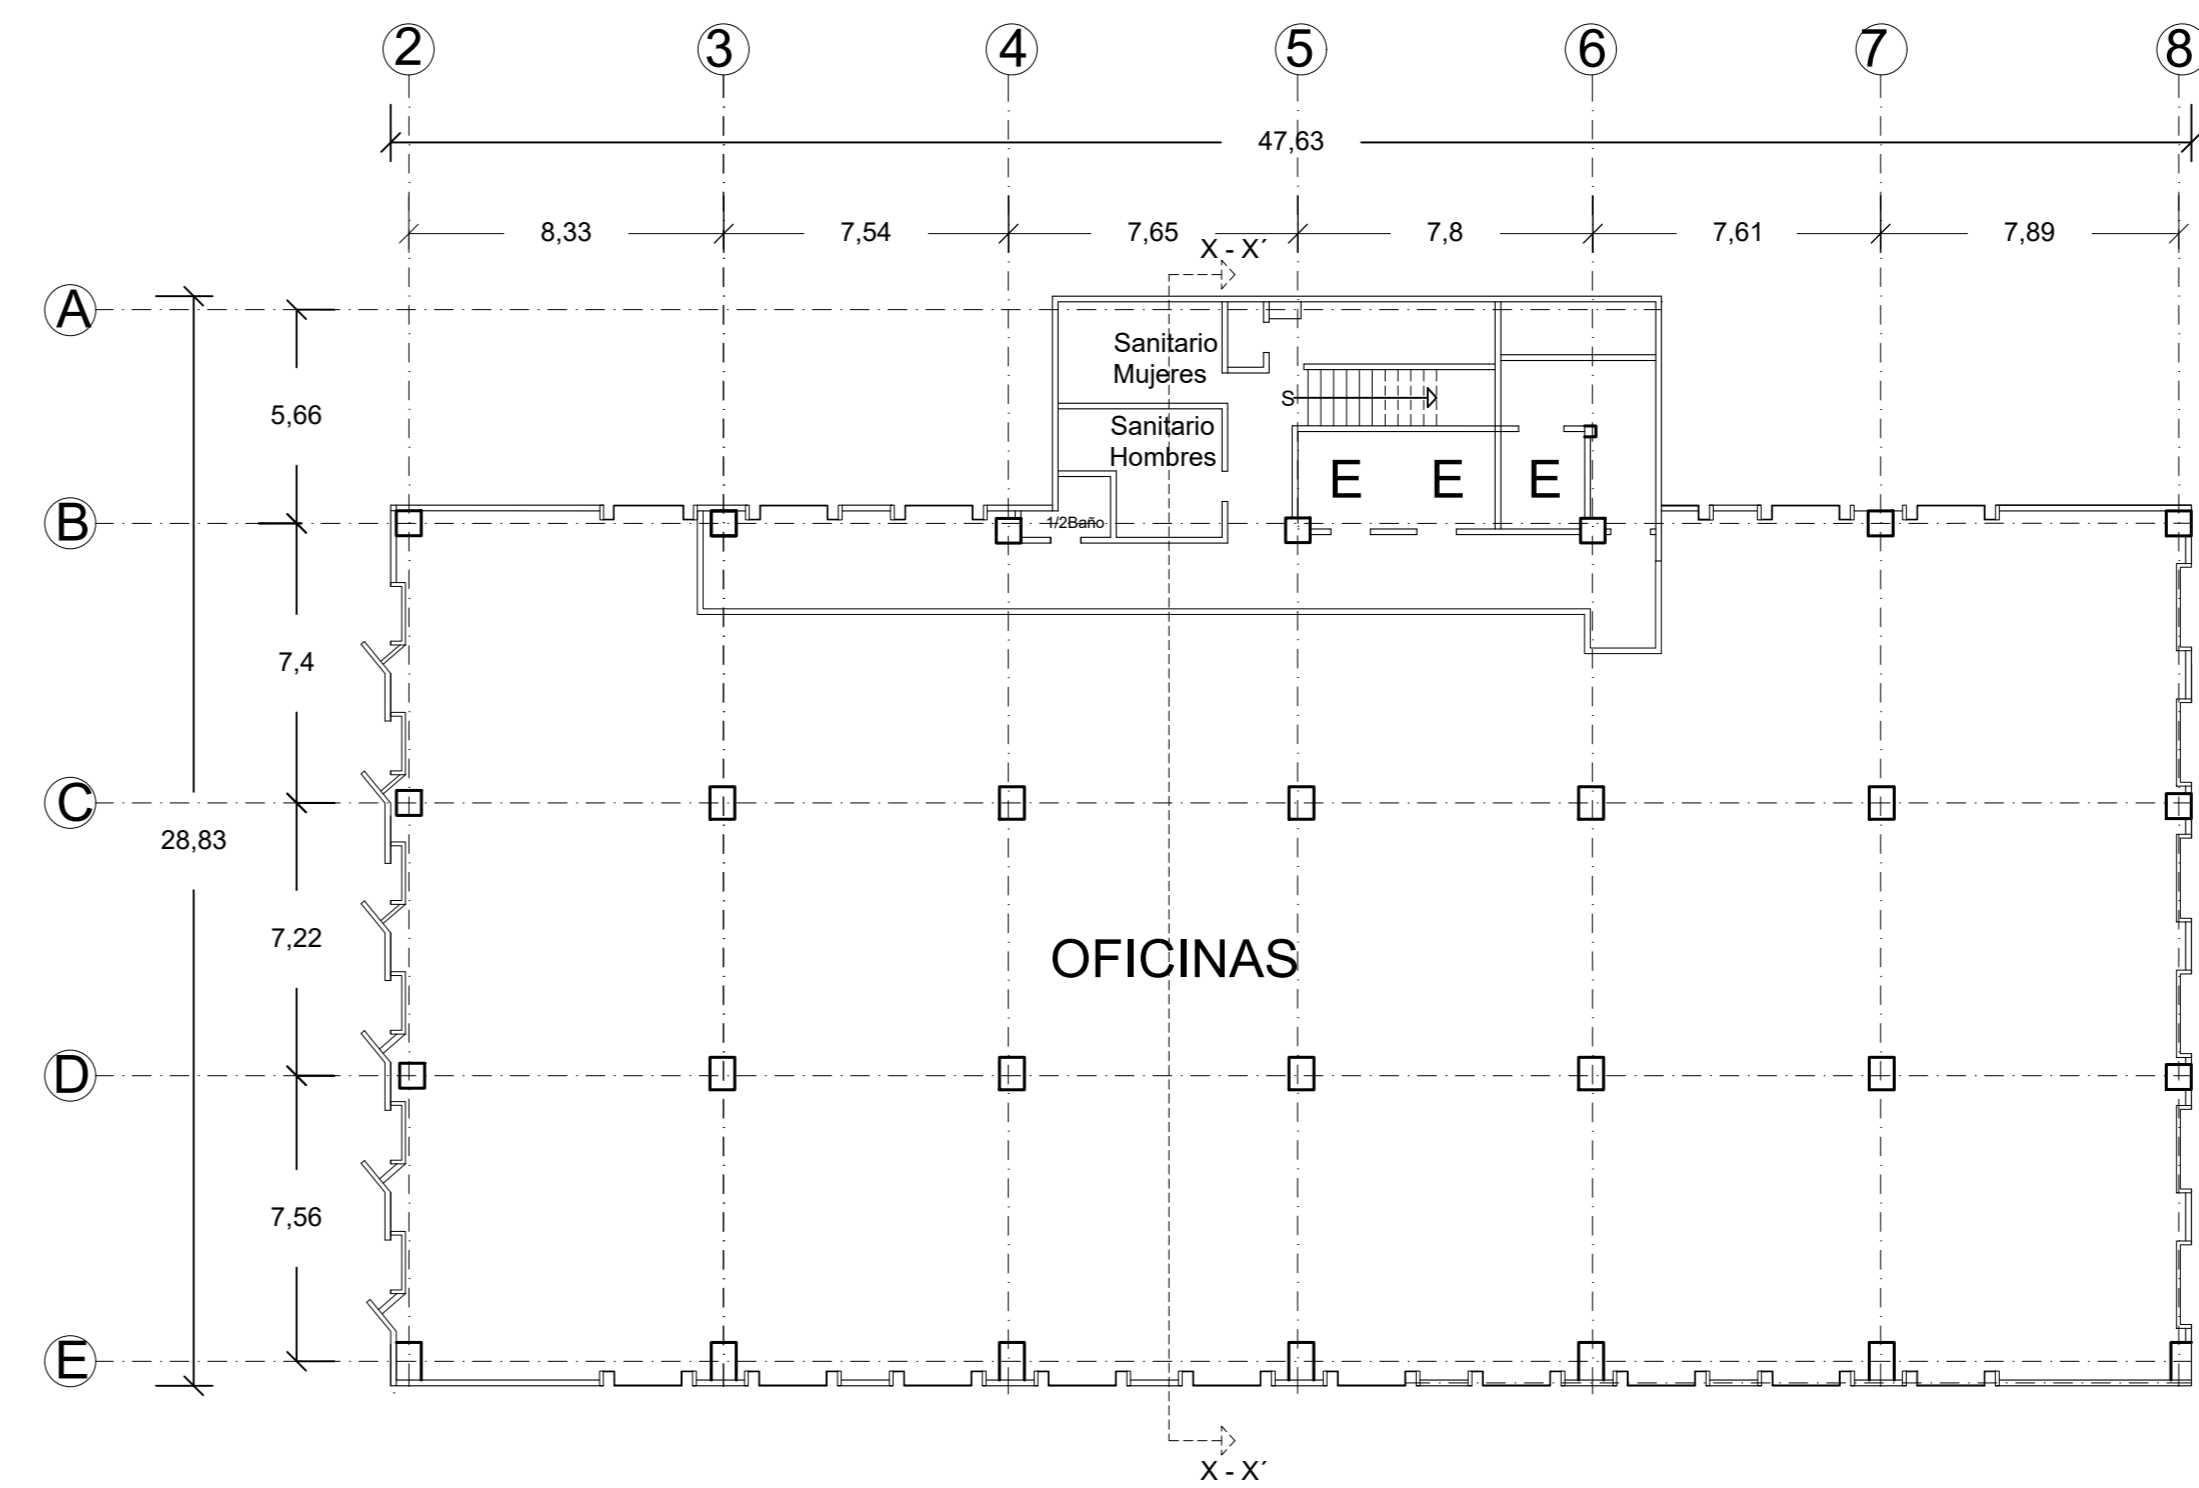 2 3 4 5 6 7 8
47,63
8,33 7,54 7,65 7,8 7,61 7,89
X - X´
A
Sanitario
Mujeres
5,66
S
Sanitario
Hombres
E E E
B
1/2Baño
7,4
C
28,83
7,22
OFICINAS
D
7,56
E
X - X´